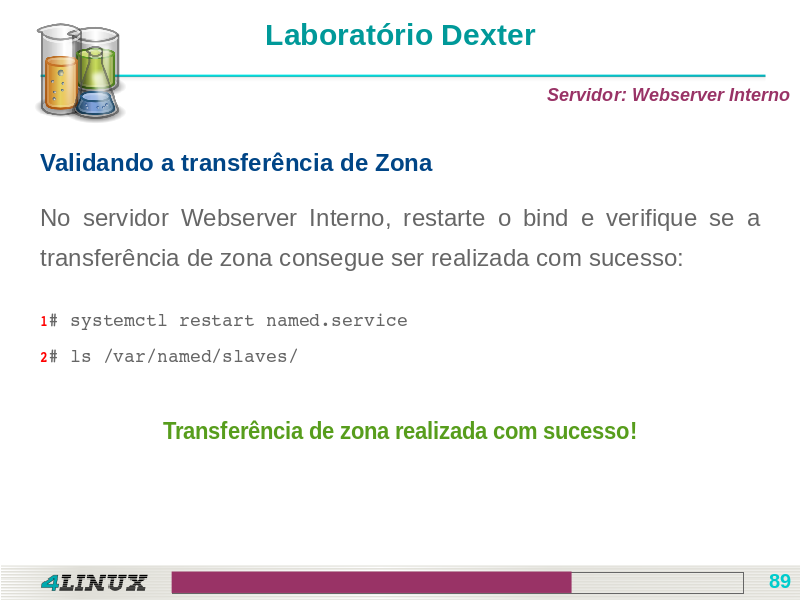 Laboratório Dexter
Servidor: Webserver Interno
Validando a transferência de Zona
No servidor Webserver Interno, restarte o bind e verifique se a
transferência de zona consegue ser realizada com sucesso:
1# systemctl restart named.service
2# ls /var/named/slaves/
Transferência de zona realizada com sucesso!
4LINUX
89